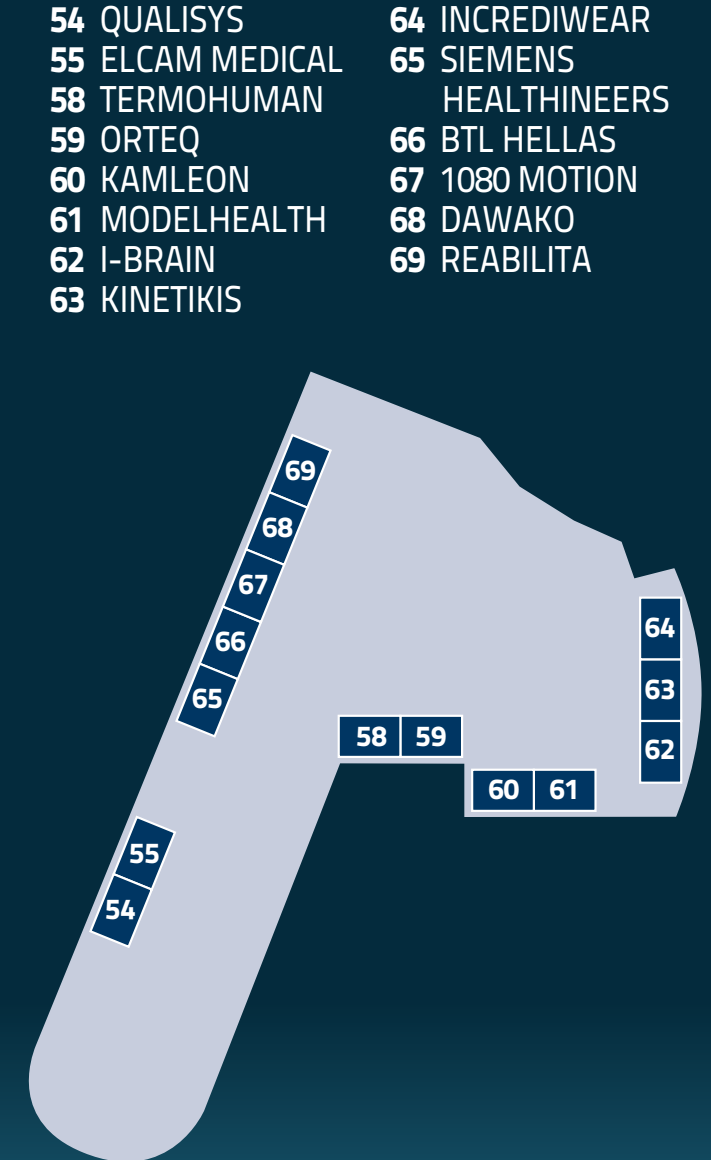 54 QUALISYS
55 ELCAM MEDICAL
58 TERMOHUMAN
59 ORTEQ
60 KAMLEON
61 MODELHEALTH
62 I-BRAIN
63 KINETIKIS
64 INCREDIWEAR
65 SIEMENS
HEALTHINEERS
66 BTL HELLAS
67 1080 MOTION
68 DAWAKO
69 REABILITA
69
68
67
66
65
64
63
62
58 59
60 61
55
54